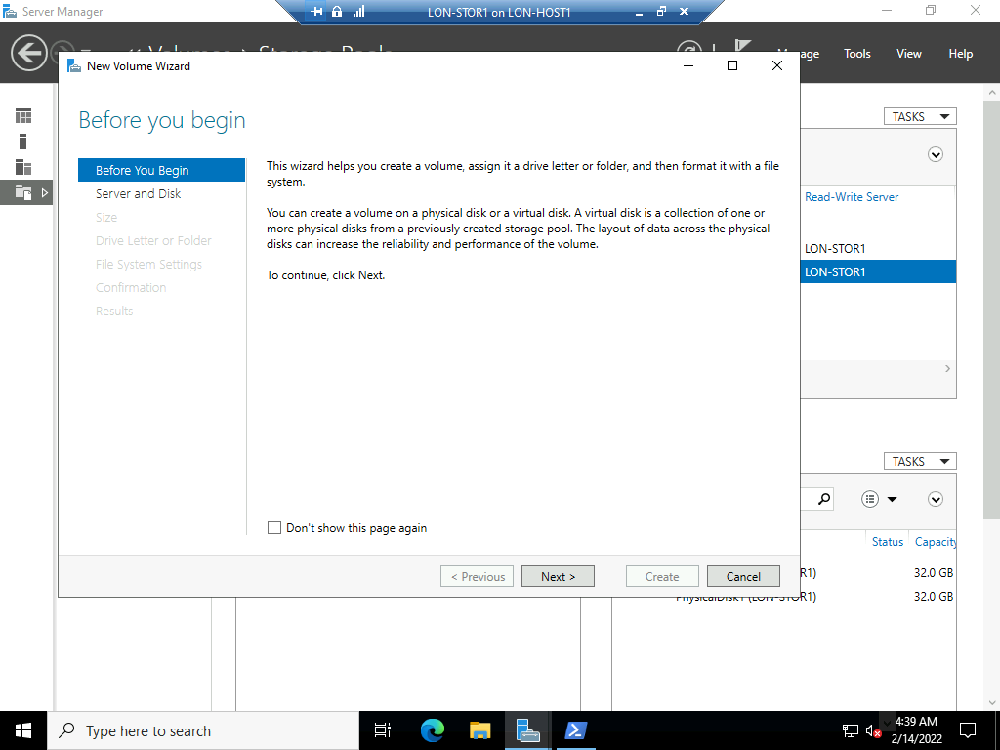 Server Manager
LON-STOR1 on LON-HOST1
Manage
Tools
View
Help
New Volume Wizard
Before you begin
Before You Begin
Server and Disk
Size
Drive Letter or Folder
File System Settings
Confirmation
Results
This wizard helps you create a volume, assign it a drive letter or folder, and then format it with a file
system.
You can create a volume on a physical disk or a virtual disk. A virtual disk is a collection of one or
more physical disks from a previously created storage pool. The layout of data across the physical
disks can increase the reliability and performance of the volume.
To continue, click Next.
Don't show this page again
< Previous
Next >
Create
Cancel
TASKS
Read-Write Server
LON-STOR1
LON-STOR1
TASKS
Status
Capacity
R1)
32.0 GB
PhysicalDisk1 (LON-STOR1)
32.0 GB
Type here to search
4:39 AM
2/14/2022